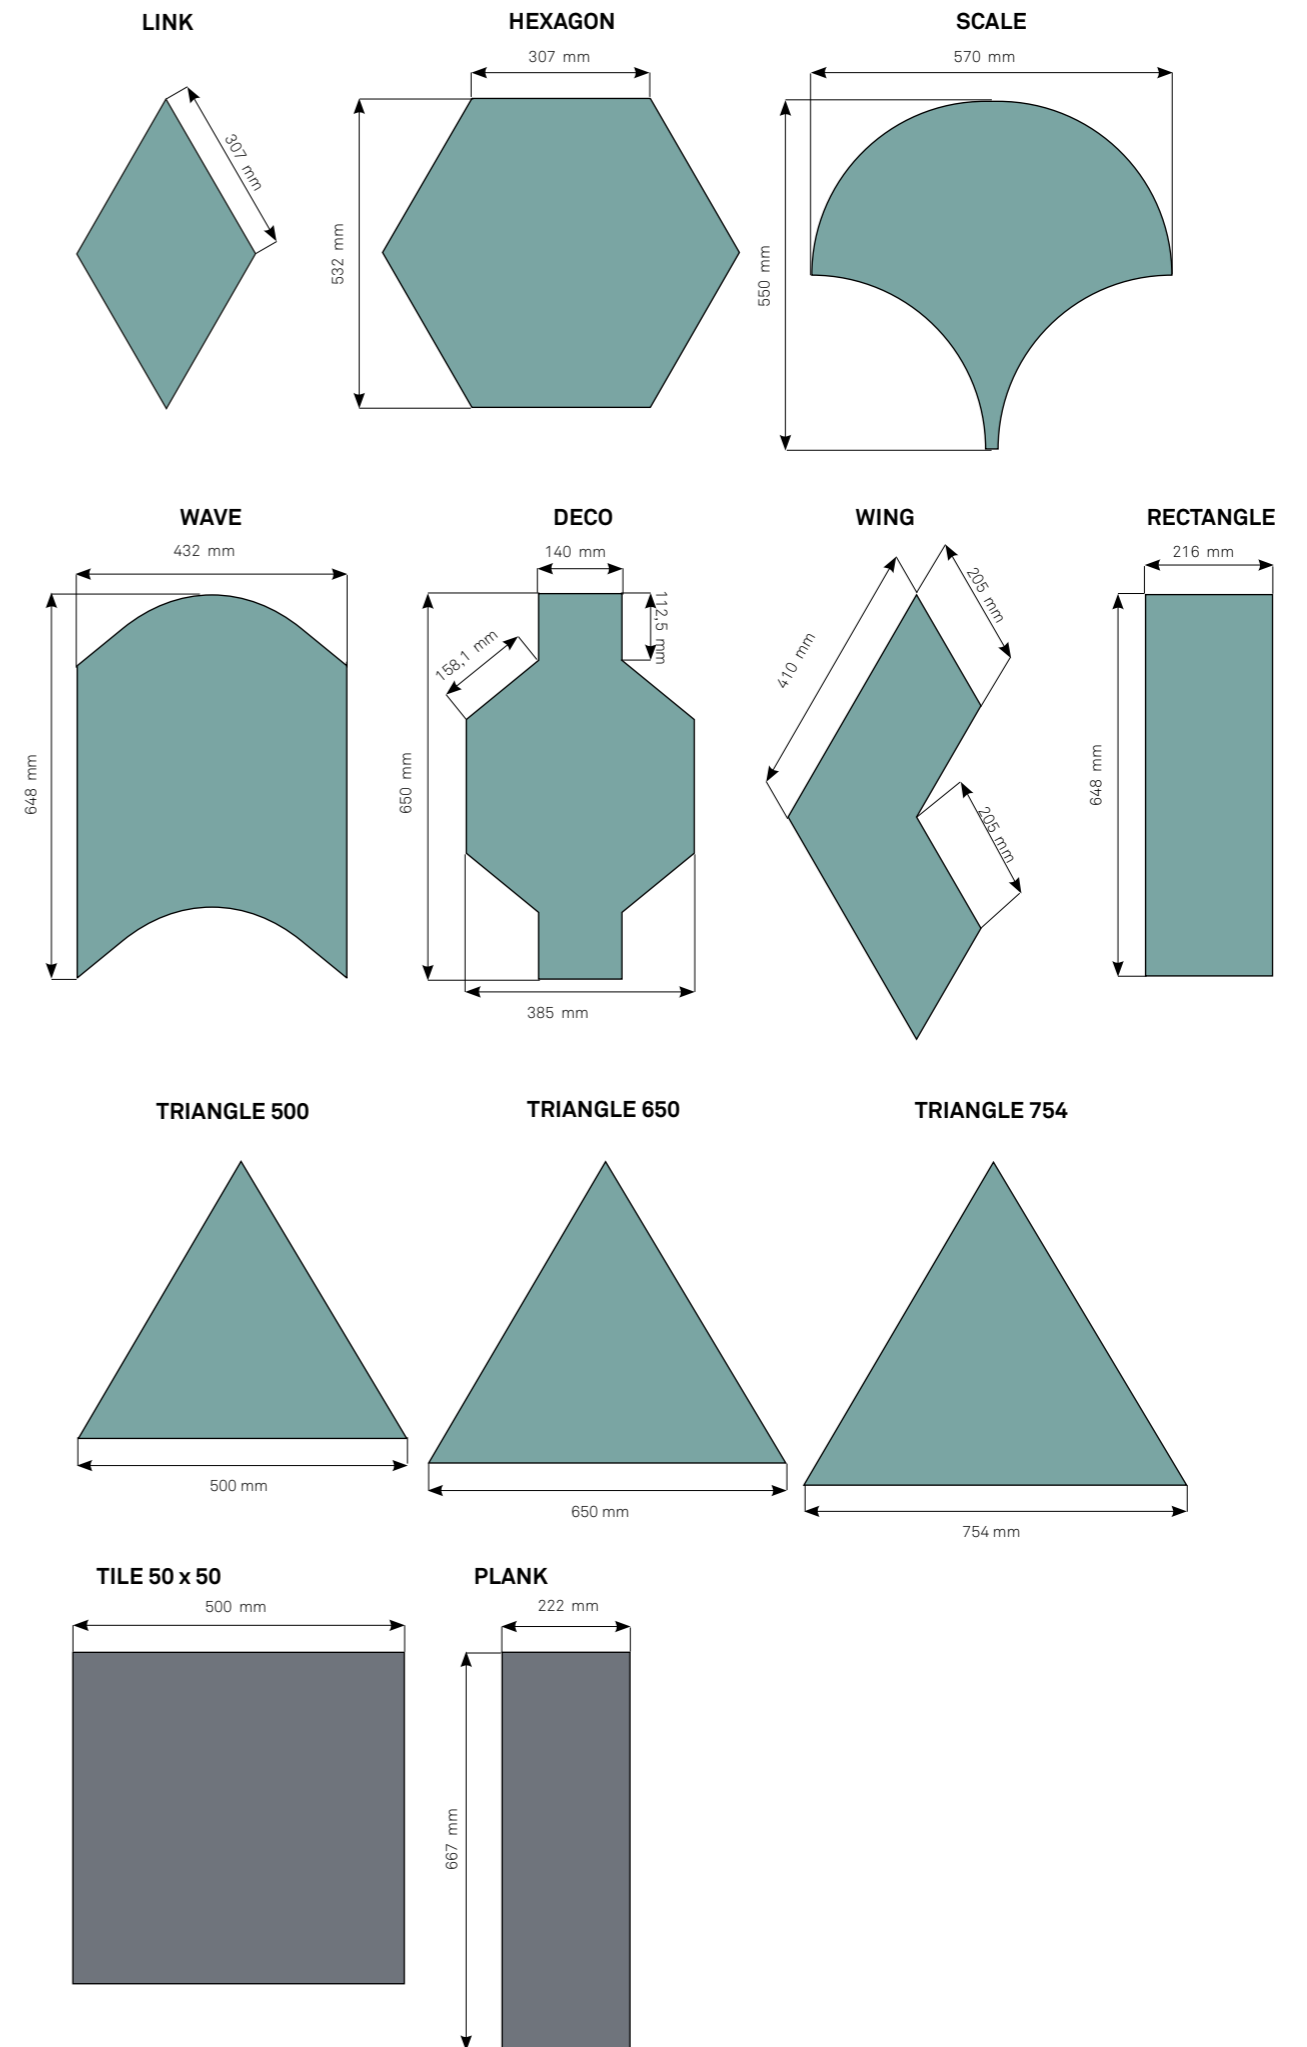 LINK
HEXAGON
SCALE
307 mm
570 mm
307 mm
532 mm
550 mm
WAVE
DECO
WING
RECTANGLE
432 mm
140 mm
216 mm
205 mm
112,5 mm
158,1 mm
410 mm
648 mm
650 mm
205 mm
648 mm
385 mm
TRIANGLE 500
TRIANGLE 650
TRIANGLE 754
500 mm
650 mm
754 mm
TILE 50 x 50
PLANK
500 mm
222 mm
667 mm